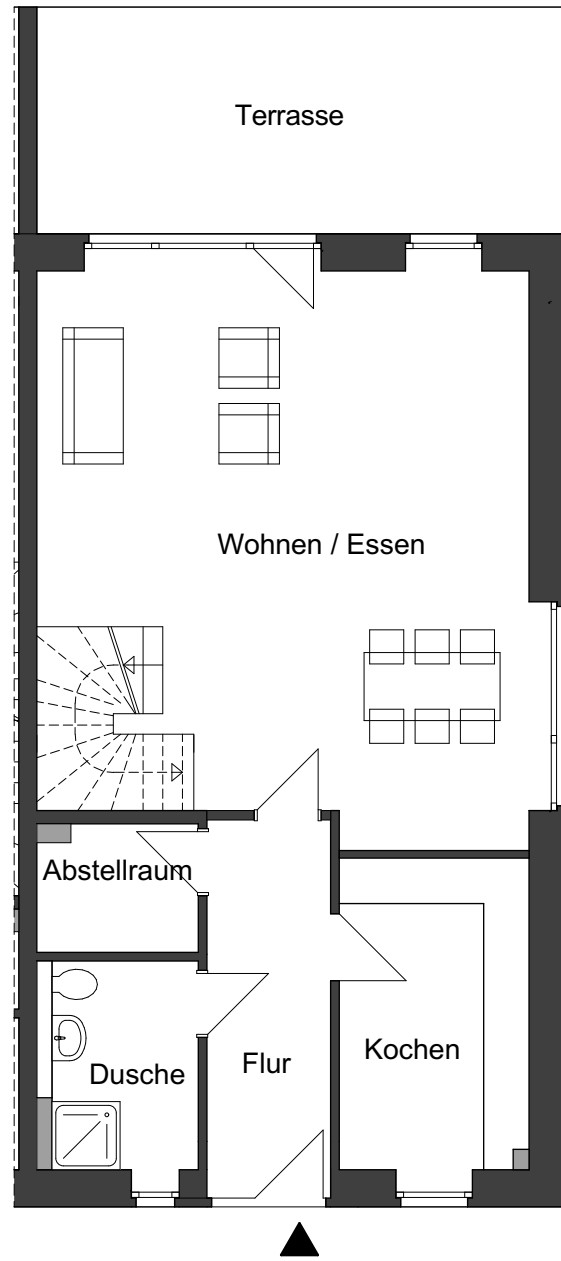 Terrasse
Wohnen / Essen
Abstellraum
Kochen
Flur
Dusche